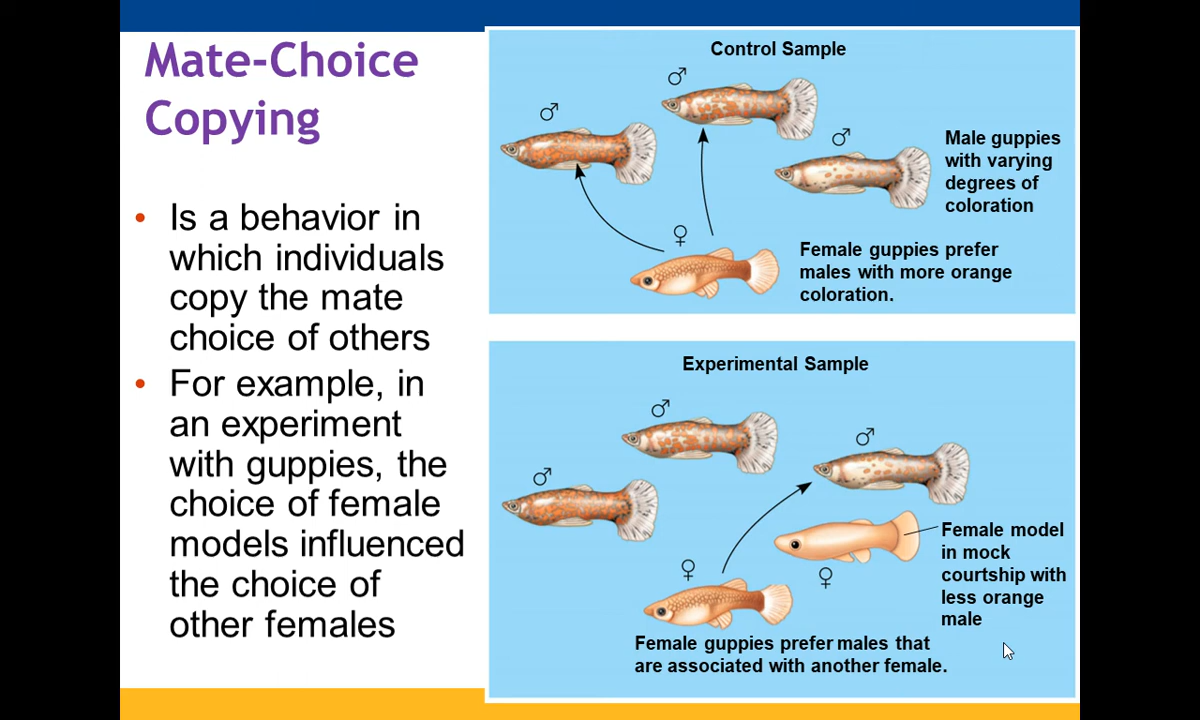 Mate-Choice
Copying
• Is a behavior in
which individuals
copy the mate
choice of others
• For example, in
an experiment
with guppies, the
choice of female
models influenced
the choice of
other females
Control Sample
♂
♂
♂
Male guppies
with varying
degrees of
coloration
♀
Female guppies prefer
males with more orange
coloration.
Experimental Sample
♂
♂
♂
Female model
in mock
courtship with
less orange
male
♀
♀
Female guppies prefer males that
are associated with another female.